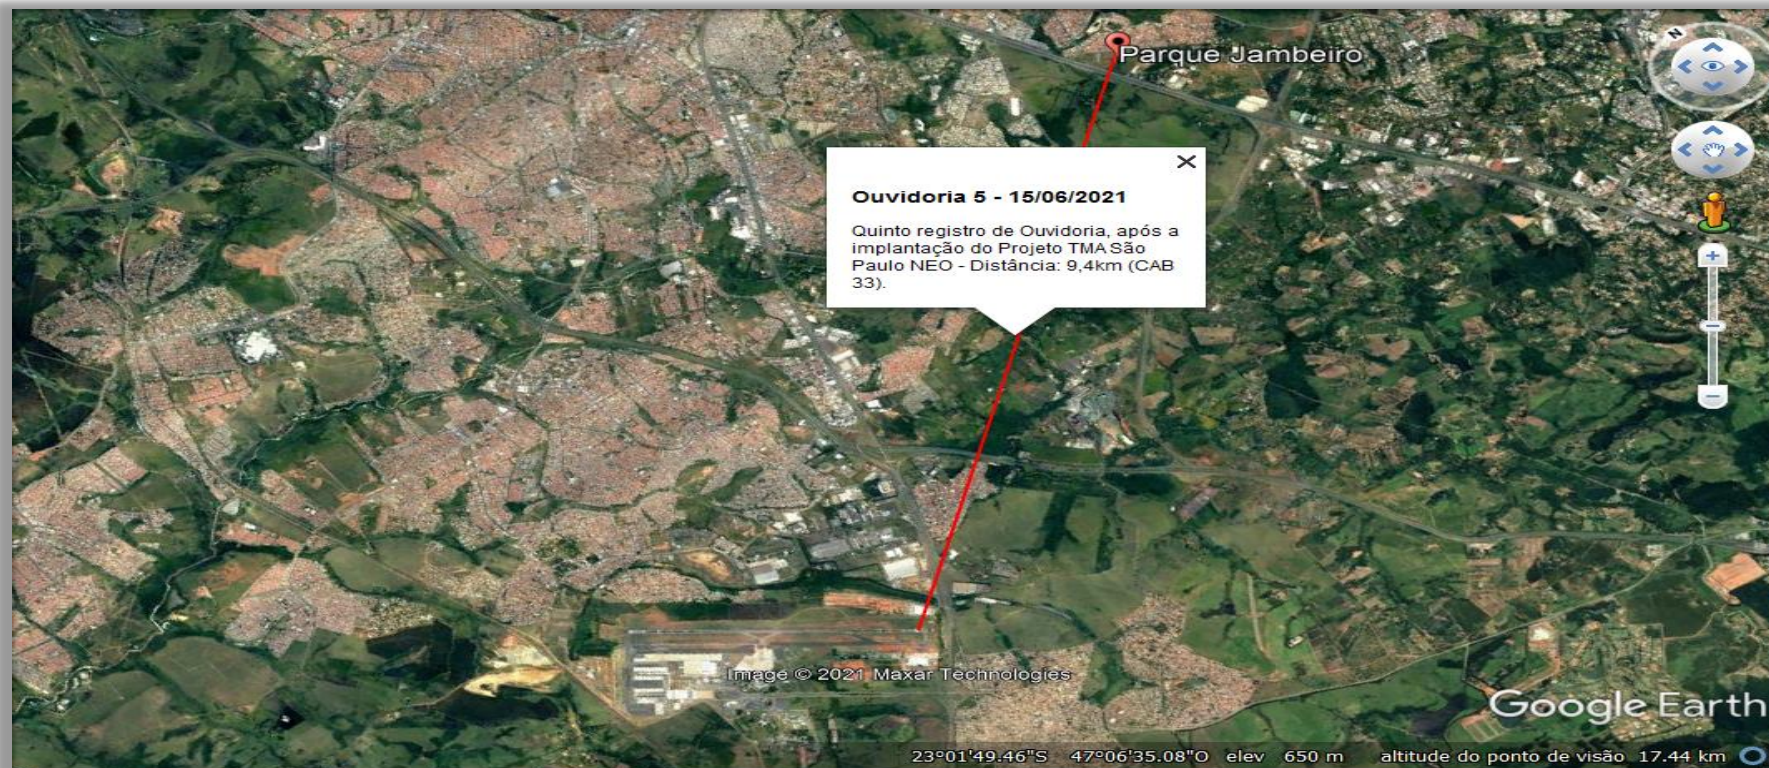 N
Parque Jambeiro
Ouvidoria 5 - 15/06/2021
Quinto registro de Ouvidoria, após a
implantação do Projeto TMA São
Paulo NEO - Distância: 9,4km (CAB
33).
Image © 2021 Maxar Technologies
Google Earth
23°01'49.46"S 47°06'35.08"O elev 650 m altitude do ponto de visão 17.44 km